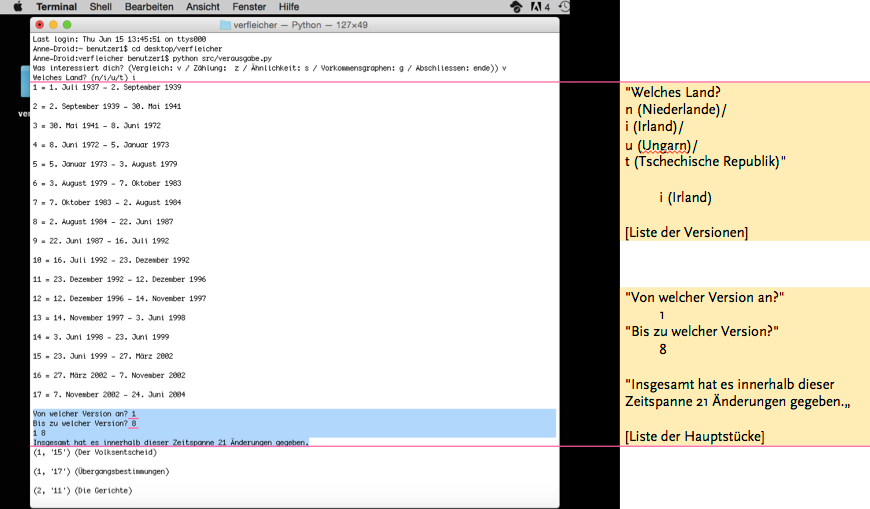 Terminal Shell Bearbeiten Ansicht Fenster Hilfe 4
verfleicher — Python — 127×49
Last login: Thu Jun 15 13:45:51 on ttys000
Anne-Droid:~ benutzer1$ cd desktop/verfleicher
Anne-Droid:verfleicher benutzer1$ python src/verausgabe.py
Was interessiert dich? (Vergleich: v / Zählung: z / Ähnlichkeit: s / Vorkommensgraphen: g / Abschliessen: ende)) v
Welches Land? (n/i/u/t) i
1 = 1. Juli 1937 - 2. September 1939
2 = 2. September 1939 - 30. Mai 1941
3 = 30. Mai 1941 - 8. Juni 1972
4 = 8. Juni 1972 - 5. Januar 1973
5 = 5. Januar 1973 - 3. August 1979
6 = 3. August 1979 - 7. Oktober 1983
7 = 7. Oktober 1983 - 2. August 1984
8 = 2. August 1984 - 22. Juni 1987
9 = 22. Juni 1987 - 16. Juli 1992
10 = 16. Juli 1992 - 23. Dezember 1992
11 = 23. Dezember 1992 - 12. Dezember 1996
12 = 12. Dezember 1996 - 14. November 1997
13 = 14. November 1997 - 3. Juni 1998
14 = 3. Juni 1998 - 23. Juni 1999
15 = 23. Juni 1999 - 27. März 2002
16 = 27. März 2002 - 7. November 2002
17 = 7. November 2002 - 24. Juni 2004
Von welcher Version an? 1
Bis zu welcher Version? 8
1 8
Insgesamt hat es innerhalb dieser Zeitspanne 21 Änderungen gegeben.
(1, '15') (Der Volksentscheid)
(1, '17') (Übergangsbestimmungen)
(2, '11') (Die Gerichte)
"Welches Land?
n (Niederlande)/
i (Irland)/
u (Ungarn)/
t (Tschechische Republik)"
i (Irland)
[Liste der Versionen]
"Von welcher Version an?"
1
"Bis zu welcher Version?"
8
"Insgesamt hat es innerhalb dieser
Zeitspanne 21 Änderungen gegeben.„
[Liste der Hauptstücke]